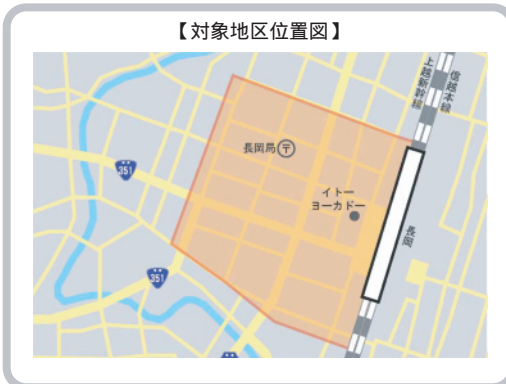 【対象地区位置図】
上越新幹線
信越本線
長岡局
351
イトー
ヨーカドー
長岡
351